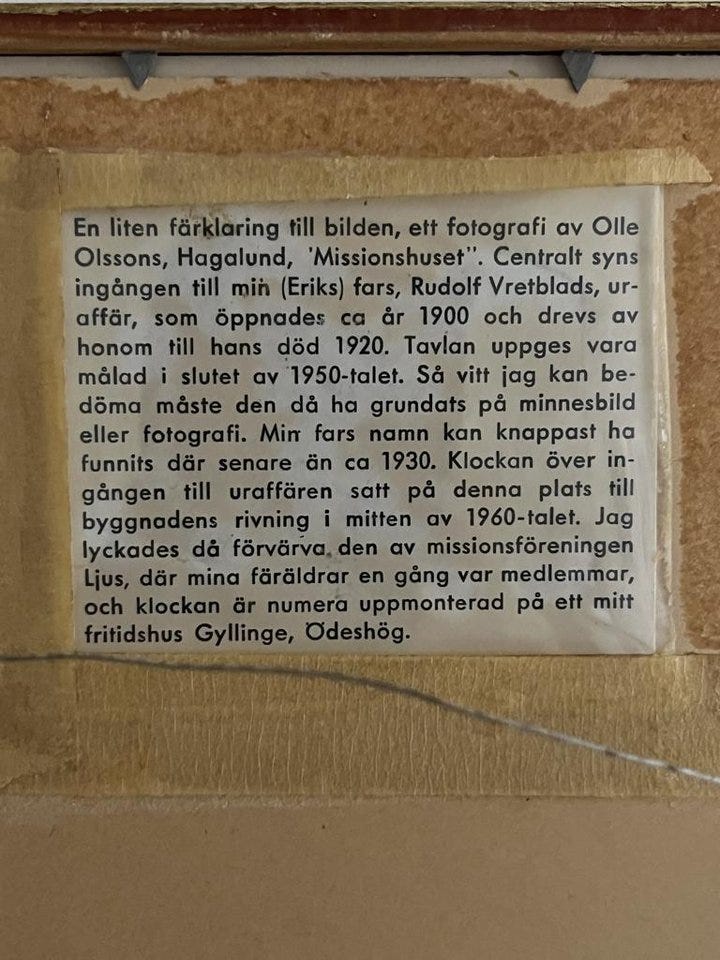 En liten färklaring till bilden, ett fotografi av Olle
Olssons, Hagalund, 'Missionshuset". Centralt syns
ingången till min (Eriks) fars, Rudolf Vretblads, ur-
affär, som öppnades ca år 1900 och drevs av
honom till hans död 1920. Tavlan uppges vara
målad i slutet av 1950-talet. Så vitt jag kan be-
döma måste den då ha grundats på minnesbild
eller fotografi. Min fars namn kan knappast ha
funnits där senare än ca 1930. Klockan över in-
gången till uraffären satt på denna plats till
byggnadens rivning i mitten av 1960-talet. Jag
lyckades då förvärva den av missionsföreningen
Ljus, där mina färäldrar en gång var medlemmar,
och klockan är numera uppmonterad på ett mitt
fritidshus Gyllinge, Ödeshög.